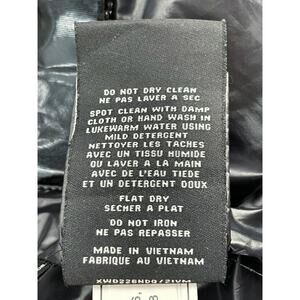 DO NOT DRY CLEAN
NE PAS LAVER A SEC
SPOT CLEAN WITH DAMP
CLOTH OR HAND WASH IN
LUKEWARM WATER USING
MILD DETERGENT
NETTOYER LES TACHES
AVEC UN TISSU HUMIDE
OU LAVER A LA MAIN
AVEC DE L'EAU TIEDE
ET UN DETERGENT DOUX
FLAT DRY
SECHER A PLAT
DO NOT IRON
NE PAS REPASSER
MADE IN VIETNAM
FABRIQUE AU VIETNAM